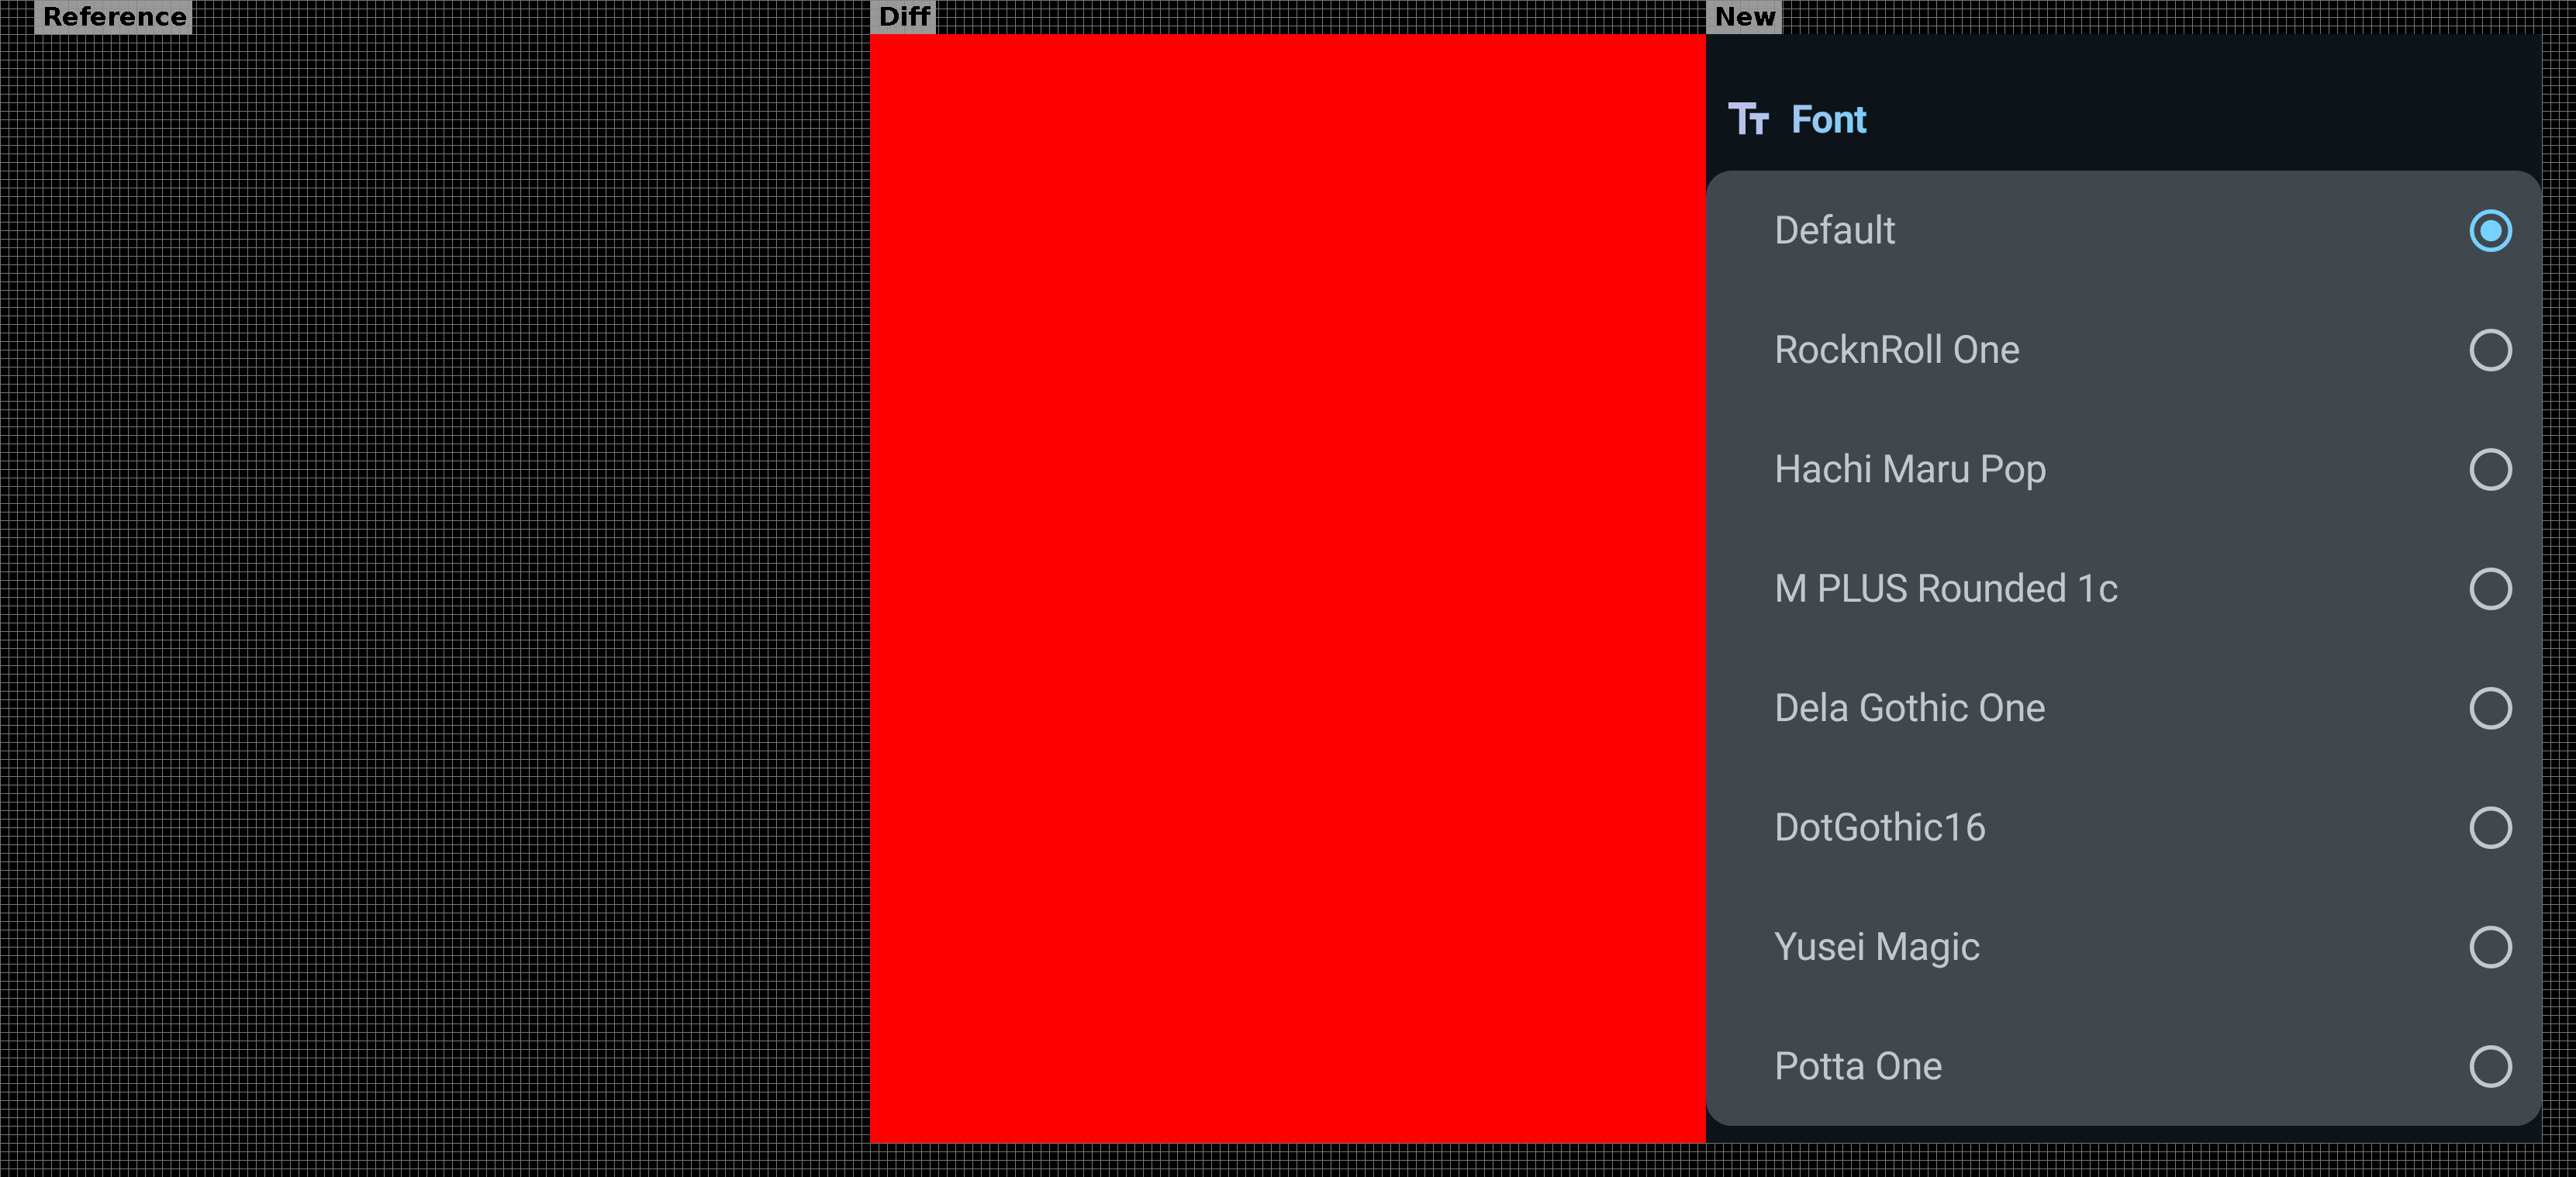 Reference
Diff
New
Font
Default
RocknRoll One
Hachi Maru Pop
M PLUS Rounded 1c
Dela Gothic One
DotGothic16
Yusei Magic
Potta One